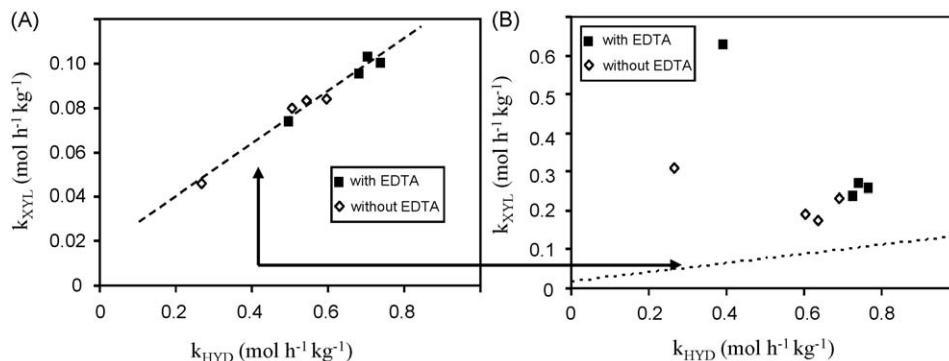 (A)
0.10
0.08
0.06
0.04
0.02
0
k_XYL (mol h⁻¹ kg⁻¹)
with EDTA
without EDTA
0 0.2 0.4 0.6 0.8
k_HYD (mol h⁻¹ kg⁻¹)
(B)
0.6
0.5
0.4
0.3
0.2
0.1
0
k_XYL (mol h⁻¹ kg⁻¹)
with EDTA
without EDTA
0 0.2 0.4 0.6 0.8
k_HYD (mol h⁻¹ kg⁻¹)